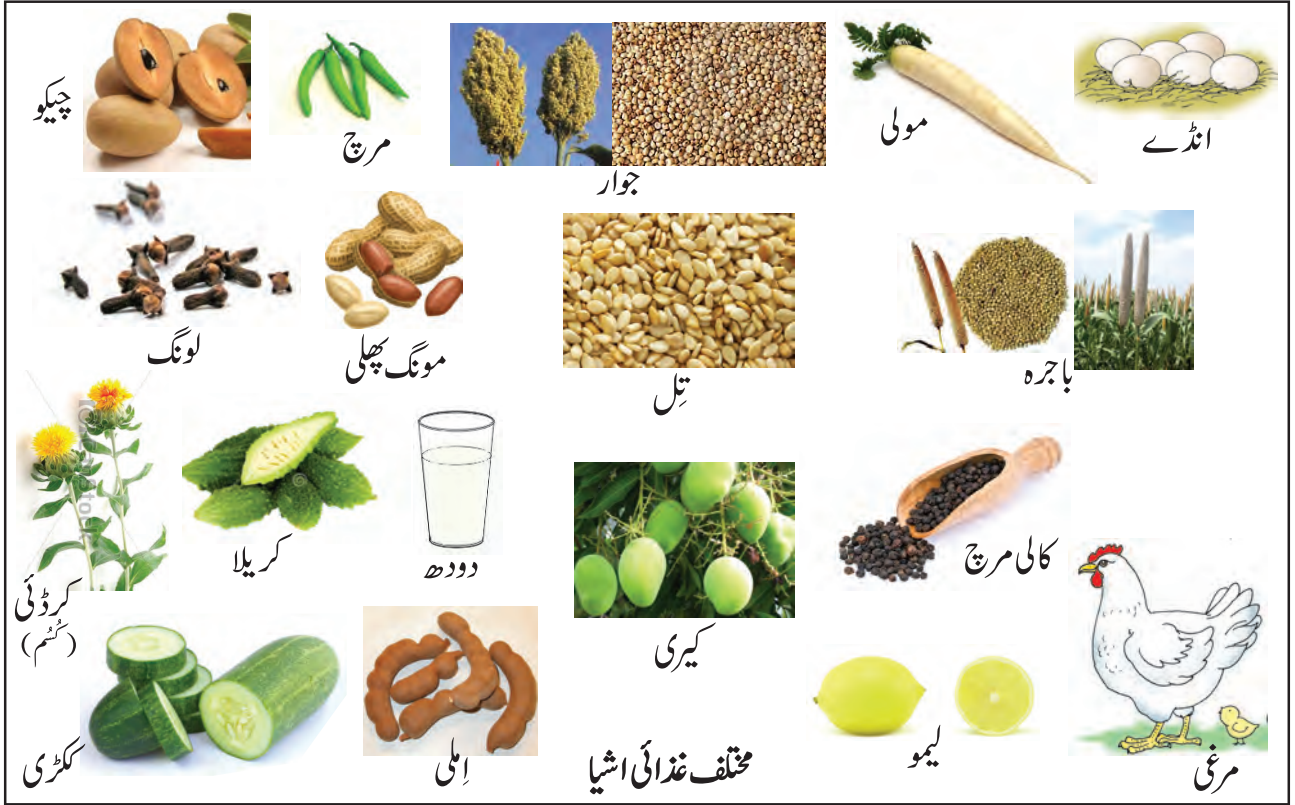 انڈے
مولی
جوار
مرچ
چیکو
باجرہ
تِل
مونگ پھلی
لونگ
کالی مرچ
کیری
دودھ
کریلا
کرڈئی
(کُسُم)
مرغی
لیمو
اِملی
ککڑی
مختلف غذائی اشیا